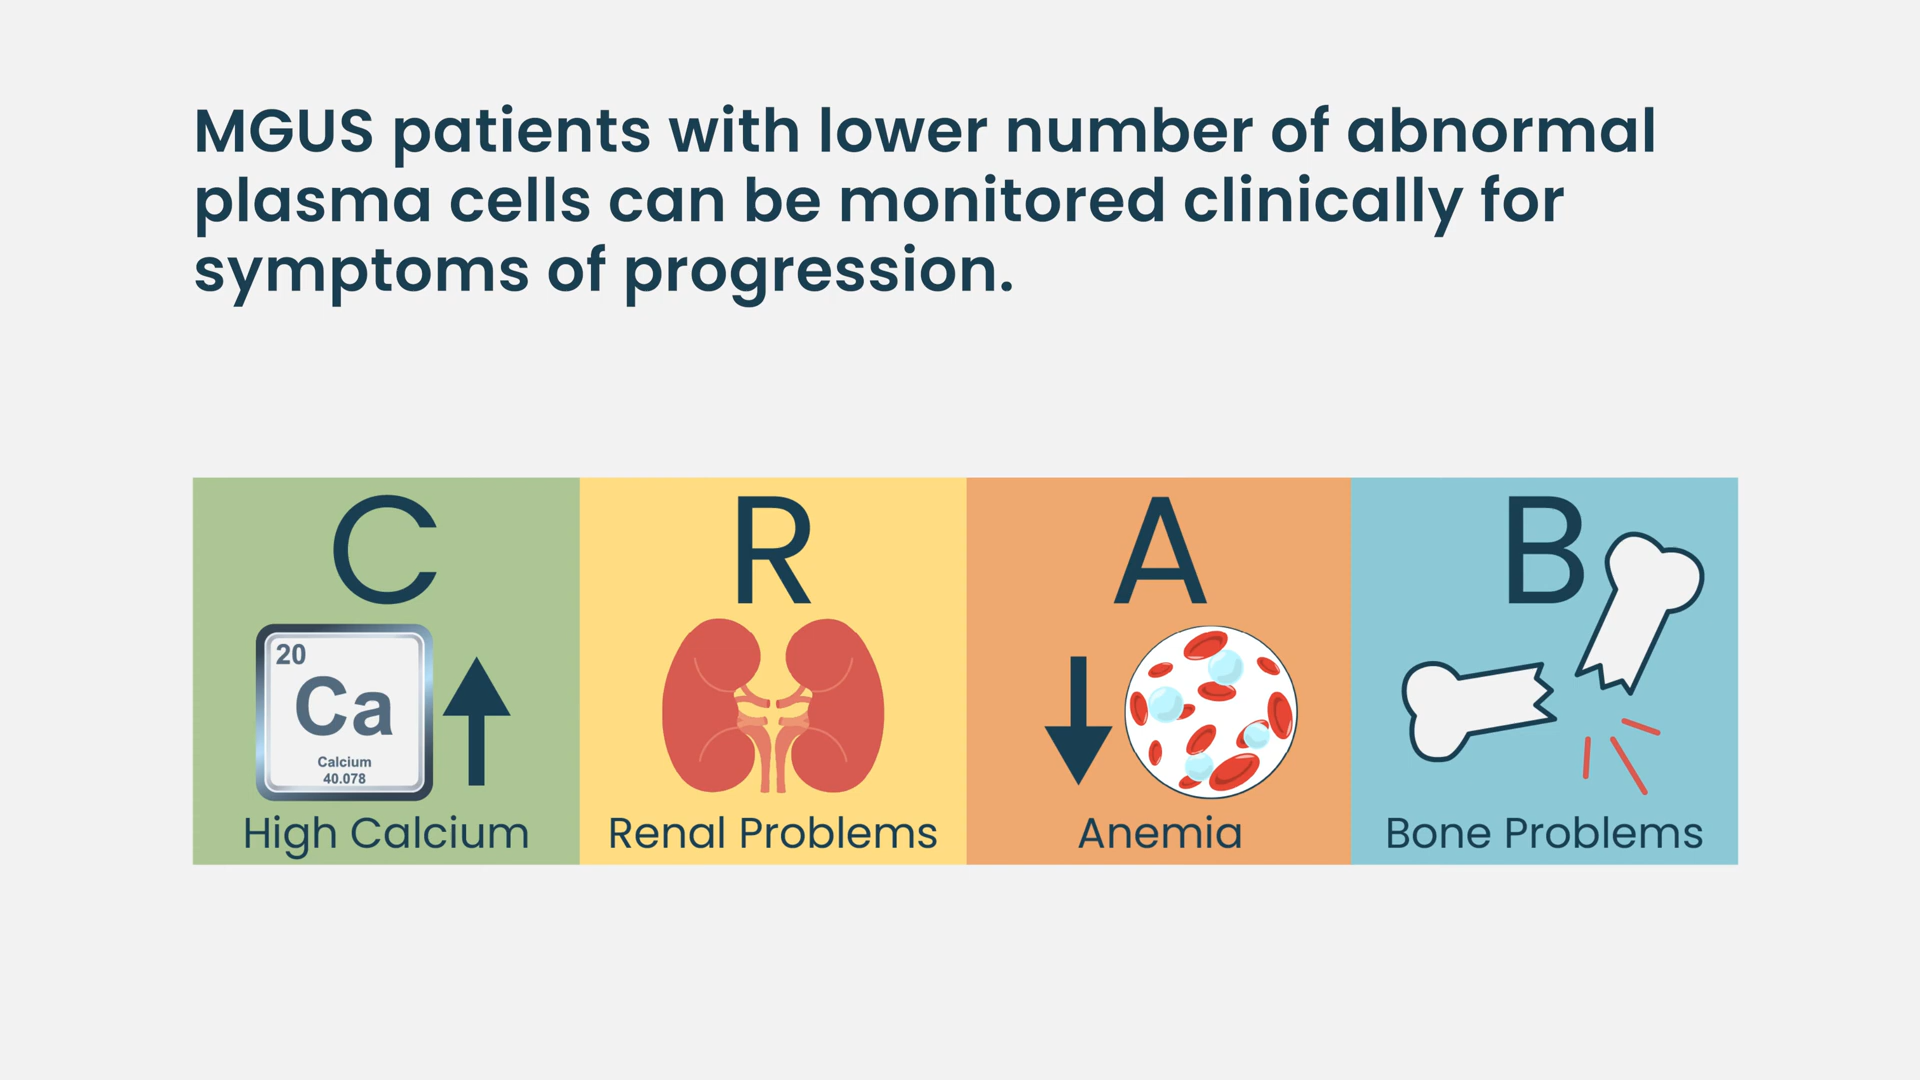 MGUS patients with lower number of abnormal
plasma cells can be monitored clinically for
symptoms of progression.
C
R
A
B
20
Ca
Calcium
40.078
High Calcium
Renal Problems
Anemia
Bone Problems